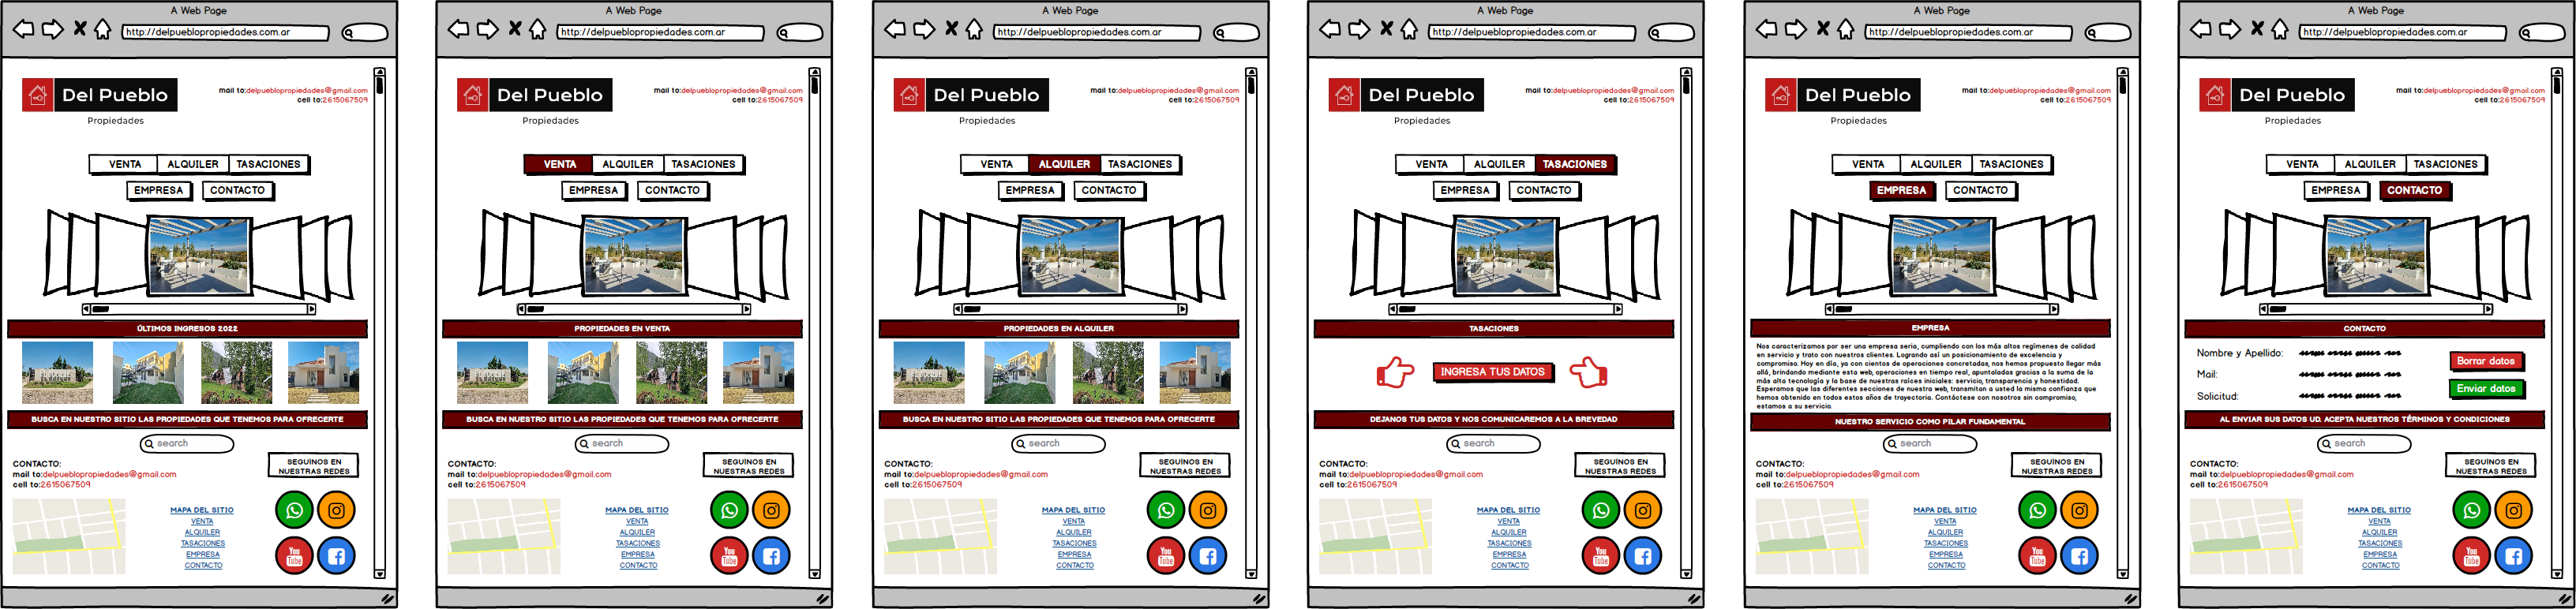 A Web Page
http://delpueblopropiedades.com.ar
Del Pueblo
Propiedades
mail to:delpueblopropiedades@gmail.com
cell to:2615067509
VENTA ALQUILER TASACIONES
EMPRESA CONTACTO
ÚLTIMOS INGRESOS 2022
BUSCA EN NUESTRO SITIO LAS PROPIEDADES QUE TENEMOS PARA OFRECERTE
search
CONTACTO:
mail to:delpueblopropiedades@gmail.com
cell to:2615067509
SEGUÍNOS EN
NUESTRAS REDES
MAPA DEL SITIO
VENTA
ALQUILER
TASACIONES
EMPRESA
CONTACTO
You
Tube
A Web Page
http://delpueblopropiedades.com.ar
Del Pueblo
Propiedades
mail to:delpueblopropiedades@gmail.com
cell to:2615067509
VENTA ALQUILER TASACIONES
EMPRESA CONTACTO
PROPIEDADES EN VENTA
BUSCA EN NUESTRO SITIO LAS PROPIEDADES QUE TENEMOS PARA OFRECERTE
search
CONTACTO:
mail to:delpueblopropiedades@gmail.com
cell to:2615067509
SEGUÍNOS EN
NUESTRAS REDES
MAPA DEL SITIO
VENTA
ALQUILER
TASACIONES
EMPRESA
CONTACTO
You
Tube
A Web Page
http://delpueblopropiedades.com.ar
Del Pueblo
Propiedades
mail to:delpueblopropiedades@gmail.com
cell to:2615067509
VENTA ALQUILER TASACIONES
EMPRESA CONTACTO
PROPIEDADES EN ALQUILER
BUSCA EN NUESTRO SITIO LAS PROPIEDADES QUE TENEMOS PARA OFRECERTE
search
CONTACTO:
mail to:delpueblopropiedades@gmail.com
cell to:2615067509
SEGUÍNOS EN
NUESTRAS REDES
MAPA DEL SITIO
VENTA
ALQUILER
TASACIONES
EMPRESA
CONTACTO
You
Tube
A Web Page
http://delpueblopropiedades.com.ar
Del Pueblo
Propiedades
mail to:delpueblopropiedades@gmail.com
cell to:2615067509
VENTA ALQUILER TASACIONES
EMPRESA CONTACTO
TASACIONES
INGRESA TUS DATOS
DEJANOS TUS DATOS Y NOS COMUNICAREMOS A LA BREVEDAD
search
CONTACTO:
mail to:delpueblopropiedades@gmail.com
cell to:2615067509
SEGUÍNOS EN
NUESTRAS REDES
MAPA DEL SITIO
VENTA
ALQUILER
TASACIONES
EMPRESA
CONTACTO
You
Tube
A Web Page
http://delpueblopropiedades.com.ar
Del Pueblo
Propiedades
mail to:delpueblopropiedades@gmail.com
cell to:2615067509
VENTA ALQUILER TASACIONES
EMPRESA CONTACTO
EMPRESA
Nos caracterizamos por ser una empresa seria, cumpliendo con los más altos regímenes de calidad
en servicio y trato con nuestros clientes. Logrando así un posicionamiento de excelencia y
compromiso. Hoy en día, ya con cientos de operaciones concretadas, nos hemos propuesto llegar más
allá, brindando mediante esta web, operaciones en tiempo real, apuntaladas gracias a la suma de la
más alta tecnología y la base de nuestras raíces iniciales: servicio, transparencia y honestidad.
Esperamos que las diferentes secciones de nuestra web, transmitan a usted la misma confianza que
hemos obtenido en todos estos años de trayectoria. Contáctese con nosotros sin compromiso,
estamos a su servicio.
NUESTRO SERVICIO COMO PILAR FUNDAMENTAL
search
CONTACTO:
mail to:delpueblopropiedades@gmail.com
cell to:2615067509
SEGUÍNOS EN
NUESTRAS REDES
MAPA DEL SITIO
VENTA
ALQUILER
TASACIONES
EMPRESA
CONTACTO
You
Tube
A Web Page
http://delpueblopropiedades.com.ar
Del Pueblo
Propiedades
mail to:delpueblopropiedades@gmail.com
cell to:2615067509
VENTA ALQUILER TASACIONES
EMPRESA CONTACTO
CONTACTO
Nombre y Apellido:
Mail:
Solicitud:
Borrar datos
Enviar datos
AL ENVIAR SUS DATOS UD. ACEPTA NUESTROS TÉRMINOS Y CONDICIONES
search
CONTACTO:
mail to:delpueblopropiedades@gmail.com
cell to:2615067509
SEGUÍNOS EN
NUESTRAS REDES
MAPA DEL SITIO
VENTA
ALQUILER
TASACIONES
EMPRESA
CONTACTO
You
Tube